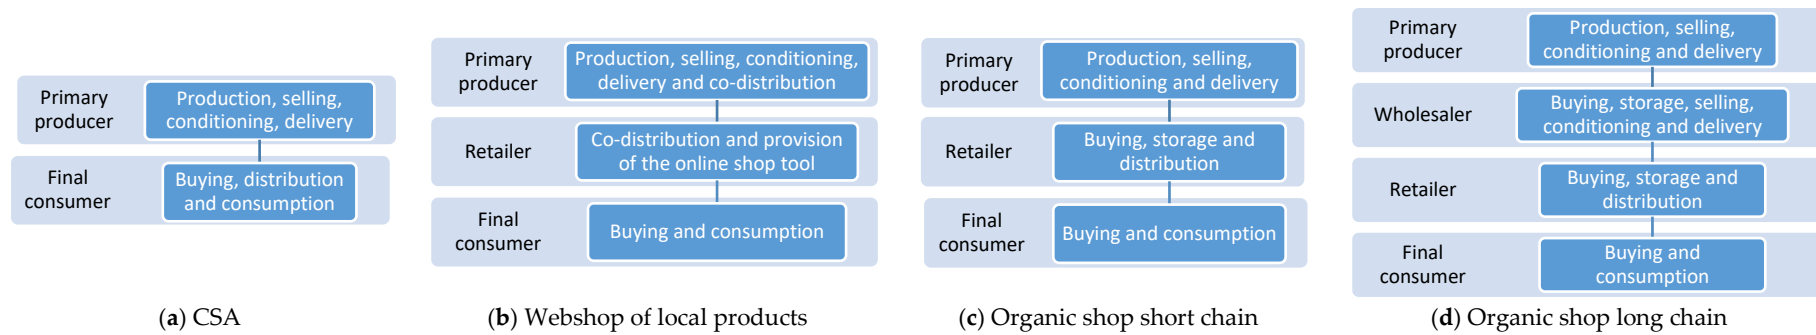 Primary
producer
Production, selling,
conditioning, delivery
Final
consumer
Buying, distribution
and consumption
(a) CSA
Primary
producer
Production, selling, conditioning,
delivery and co-distribution
Retailer
Co-distribution and provision
of the online shop tool
Final
consumer
Buying and consumption
(b) Webshop of local products
Primary
producer
Production, selling,
conditioning and delivery
Retailer
Buying, storage and
distribution
Final
consumer
Buying and consumption
(c) Organic shop short chain
Primary
producer
Production, selling,
conditioning and delivery
Wholesaler
Buying, storage, selling,
conditioning and delivery
Retailer
Buying, storage and
distribution
Final
consumer
Buying and
consumption
(d) Organic shop long chain